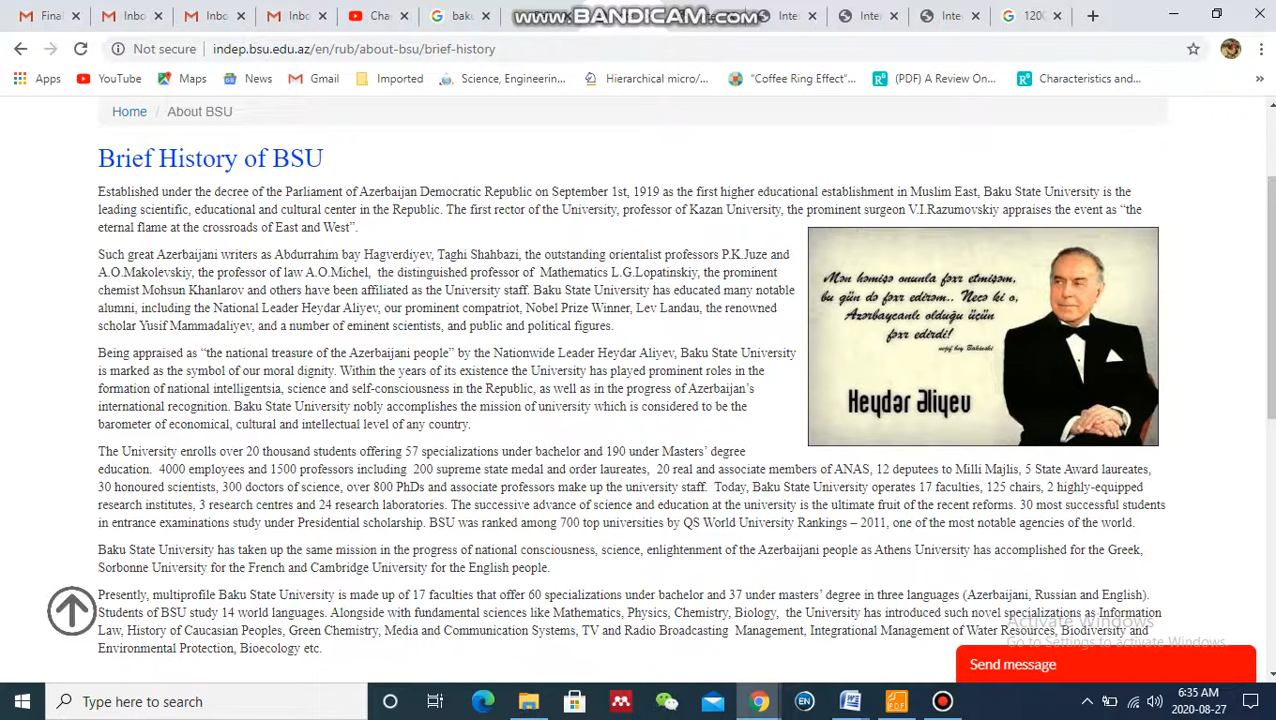 www.BANDICAM.com
Fina
Inbo
Inbo
Inbo
Cha
baku
Inte
Inte
Inte
120(
Not secure
indep.bsu.edu.az/en/rub/about-bsu/brief-history
Apps
YouTube
Maps
News
Gmail
Imported
Science, Engineerin...
Hierarchical micro/...
"Coffee Ring Effect"...
(PDF) A Review On...
Characteristics and...
Home / About BSU
Brief History of BSU
Established under the decree of the Parliament of Azerbaijan Democratic Republic on September 1st, 1919 as the first higher educational establishment in Muslim East, Baku State University is the
leading scientific, educational and cultural center in the Republic. The first rector of the University, professor of Kazan University, the prominent surgeon V.I.Razumovskiy appraises the event as “the
eternal flame at the crossroads of East and West”.
Such great Azerbaijani writers as Abdurrahim bay Hagverdiyev, Taghi Shahbazi, the outstanding orientalist professors P.K.Juze and
A.O.Makolevskiy, the professor of law A.O.Michel, the distinguished professor of Mathematics L.G.Lopatinskiy, the prominent
chemist Mohsun Khanlarov and others have been affiliated as the University staff. Baku State University has educated many notable
alumni, including the National Leader Heydar Aliyev, our prominent compatriot, Nobel Prize Winner, Lev Landau, the renowned
scholar Yusif Mammadaliyev, and a number of eminent scientists, and public and political figures.
Mən həmişə onunla fəxr etmişəm,
bu gün də fəxr edirəm.. Necə ki o,
Azərbaycanlı olduğu üçün
fəxr edirdi!
Heydər Əliyev
Being appraised as “the national treasure of the Azerbaijani people” by the Nationwide Leader Heydar Aliyev, Baku State University
is marked as the symbol of our moral dignity. Within the years of its existence the University has played prominent roles in the
formation of national intelligentsia, science and self-consciousness in the Republic, as well as in the progress of Azerbaijan’s
international recognition. Baku State University nobly accomplishes the mission of university which is considered to be the
barometer of economical, cultural and intellectual level of any country.
The University enrolls over 20 thousand students offering 57 specializations under bachelor and 190 under Masters’ degree
education. 4000 employees and 1500 professors including 200 supreme state medal and order laureates, 20 real and associate members of ANAS, 12 deputees to Milli Majlis, 5 State Award laureates,
30 honoured scientists, 300 doctors of science, over 800 PhDs and associate professors make up the university staff. Today, Baku State University operates 17 faculties, 125 chairs, 2 highly-equipped
research institutes, 3 research centres and 24 research laboratories. The successive advance of science and education at the university is the ultimate fruit of the recent reforms. 30 most successful students
in entrance examinations study under Presidential scholarship. BSU was ranked among 700 top universities by QS World University Rankings – 2011, one of the most notable agencies of the world.
Baku State University has taken up the same mission in the progress of national consciousness, science, enlightenment of the Azerbaijani people as Athens University has accomplished for the Greek,
Sorbonne University for the French and Cambridge University for the English people.
Presently, multiprofile Baku State University is made up of 17 faculties that offer 60 specializations under bachelor and 37 under masters’ degree in three languages (Azerbaijani, Russian and English).
Students of BSU study 14 world languages. Alongside with fundamental sciences like Mathematics, Physics, Chemistry, Biology, the University has introduced such novel specializations as Information
Law, History of Caucasian Peoples, Green Chemistry, Media and Communication Systems, TV and Radio Broadcasting Management, Integrational Management of Water Resources, Biodiversity and
Environmental Protection, Bioecology etc.
Activate Windows
Go to Settings to activate Windows.
Send message
Type here to search
EN
6:35 AM
2020-08-27